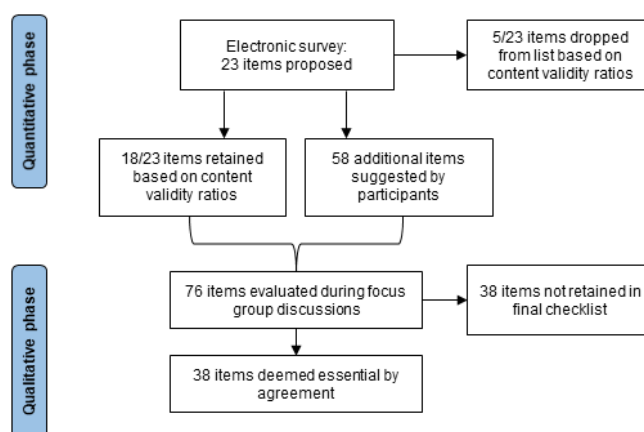 Quantitative phase
Electronic survey:
23 items proposed
5/23 items dropped
from list based on
content validity ratios
18/23 items retained
based on content
validity ratios
58 additional items
suggested by
participants
Qualitative phase
76 items evaluated during focus
group discussions
38 items not retained in
final checklist
38 items deemed essential by
agreement